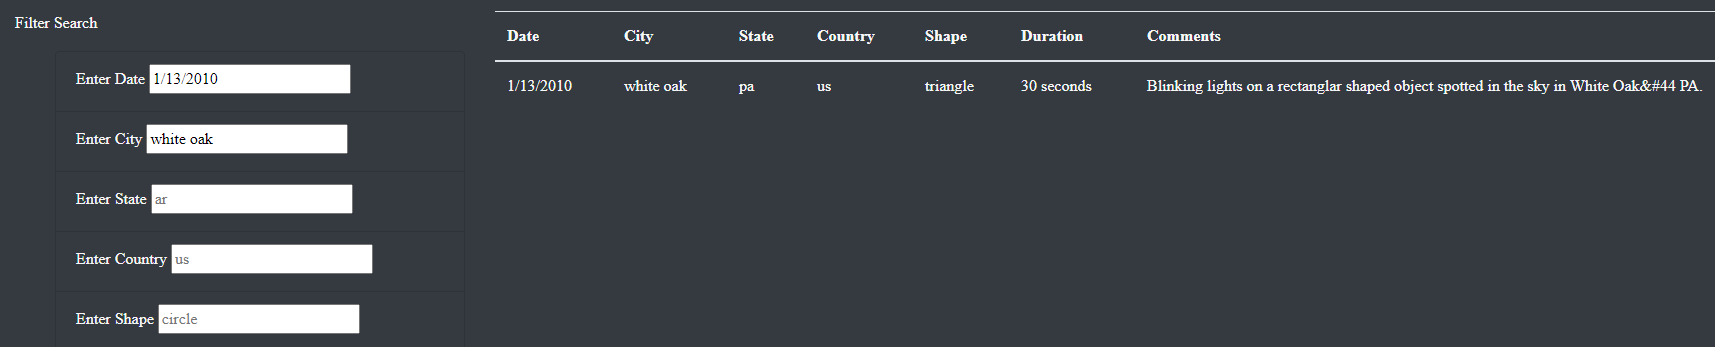 Filter Search
Enter Date 1/13/2010
Enter City white oak
Enter State ar
Enter Country us
Enter Shape circle
Date City State Country Shape Duration Comments
1/13/2010 white oak pa us triangle 30 seconds Blinking lights on a rectanglar shaped object spotted in the sky in White Oak&#44 PA.